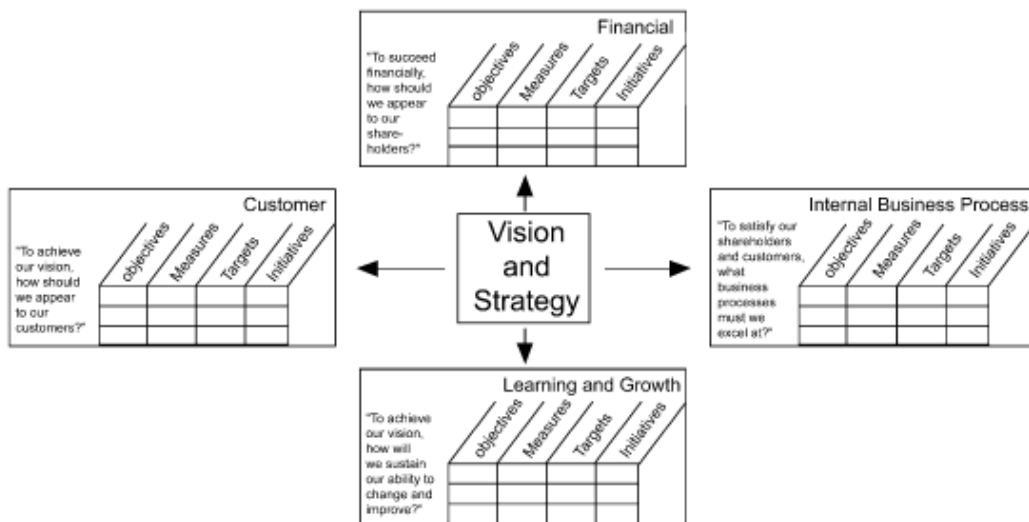 Financial
"To succeed
financially,
how should
we appear
to our
share-
holders?"
objectives
Measures
Targets
Initiatives
Customer
"To achieve
our vision,
how should
we appear
to our
customers?"
objectives
Measures
Targets
Initiatives
Vision
and
Strategy
Internal Business Process
"To satisfy our
shareholders
and customers,
what
business
processes
must we
excel at?"
objectives
Measures
Targets
Initiatives
Learning and Growth
"To achieve
our vision,
how will
we sustain
our ability to
change and
improve?"
objectives
Measures
Targets
Initiatives